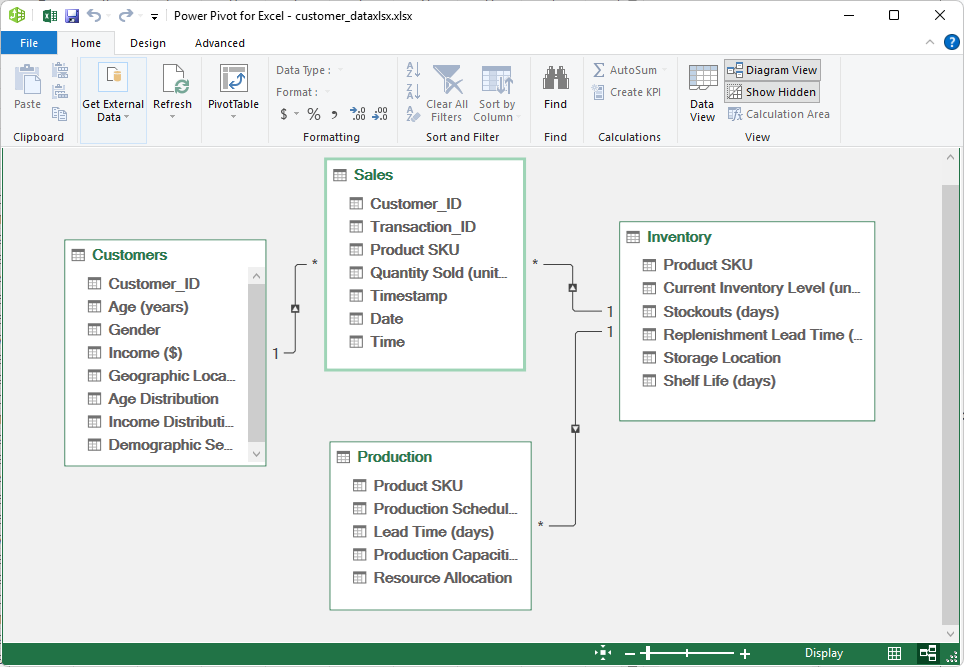 Power Pivot for Excel - customer_dataxlsx.xlsx
File Home Design Advanced ?
Paste
Clipboard
Get External
Data
Refresh
PivotTable
Data Type :
Format :
$ % , .00 .00
Formatting
A Z
Z A
Clear All
Filters
Sort by
Column
Sort and Filter
Find
Find
AutoSum
Create KPI
Calculations
Data
View
Diagram View
Show Hidden
Calculation Area
View
Sales
Customer_ID
Transaction_ID
Product SKU
Quantity Sold (unit...
Timestamp
Date
Time
Customers
Customer_ID
Age (years)
Gender
Income ($)
Geographic Loca...
Age Distribution
Income Distributi...
Demographic Se...
1
*
*
1
1
*
Inventory
Product SKU
Current Inventory Level (un...
Stockouts (days)
Replenishment Lead Time (...
Storage Location
Shelf Life (days)
Production
Product SKU
Production Schedul...
Lead Time (days)
Production Capaciti...
Resource Allocation
Display